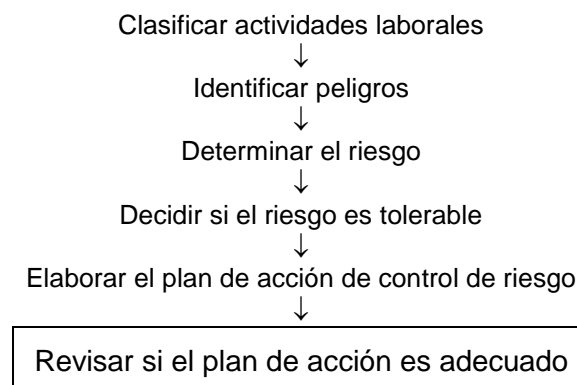 Clasificar actividades laborales
↓
Identificar peligros
↓
Determinar el riesgo
↓
Decidir si el riesgo es tolerable
↓
Elaborar el plan de acción de control de riesgo
↓
Revisar si el plan de acción es adecuado